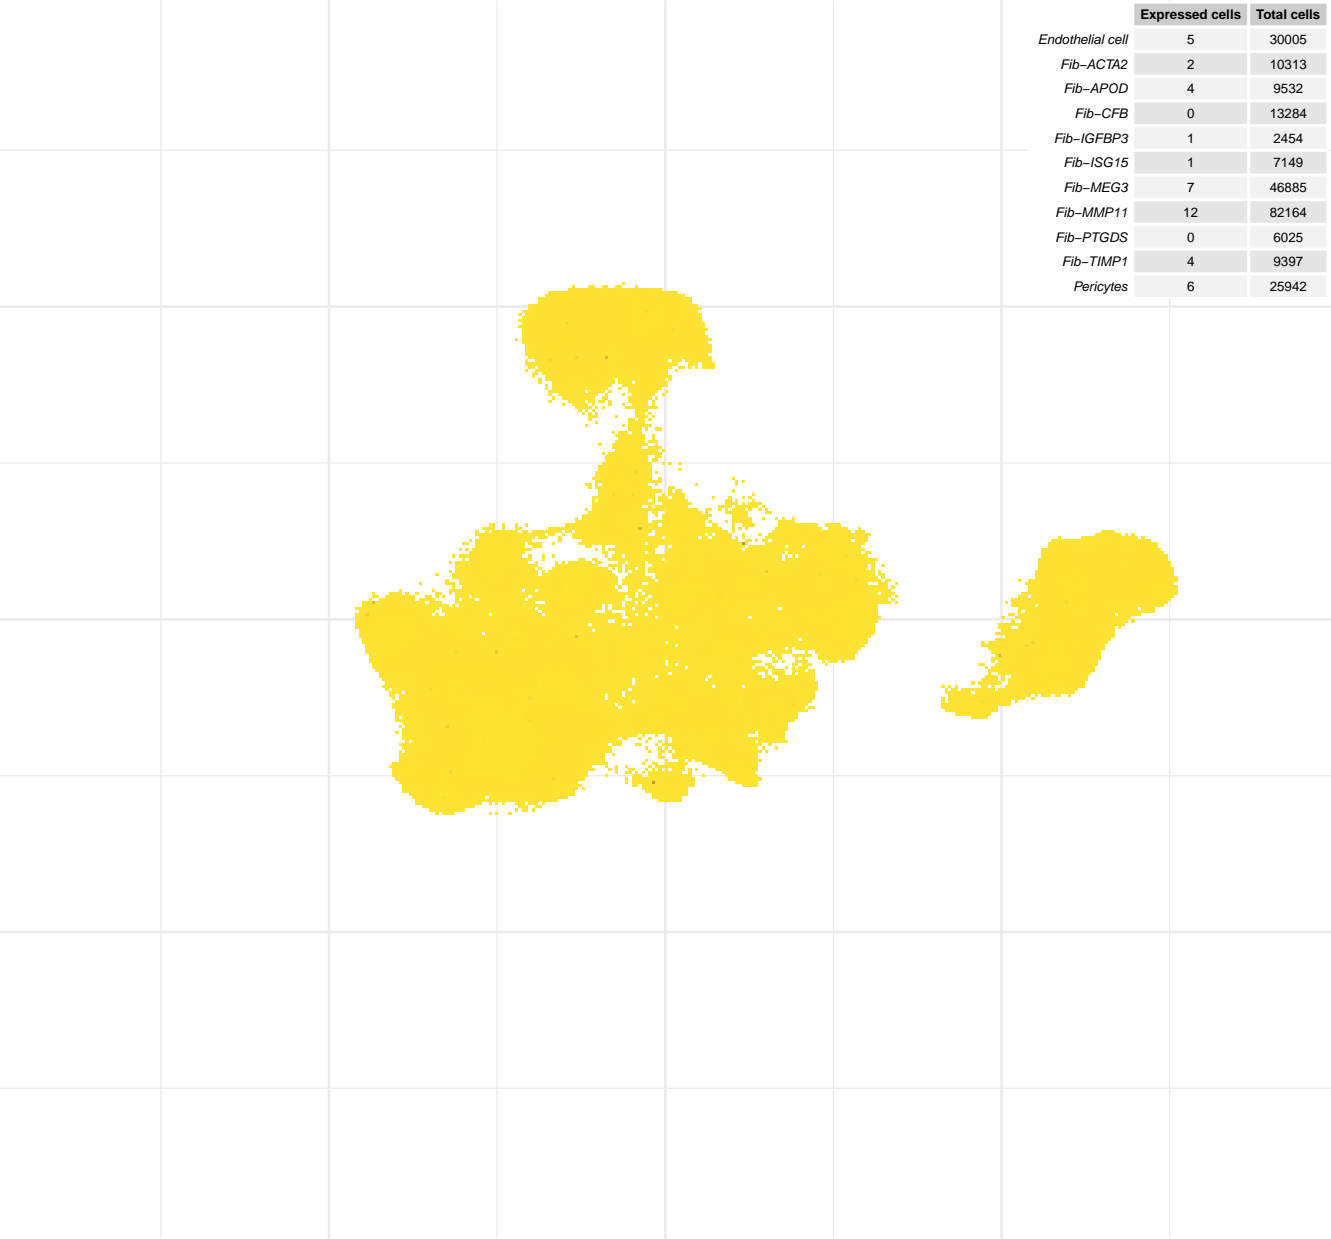 Expressed cells Total cells
Endothelial cell 5 30005
Fib−ACTA2 2 10313
Fib−APOD 4 9532
Fib−CFB 0 13284
Fib−IGFBP3 1 2454
Fib−ISG15 1 7149
Fib−MEG3 7 46885
Fib−MMP11 12 82164
Fib−PTGDS 0 6025
Fib−TIMP1 4 9397
Pericytes 6 25942